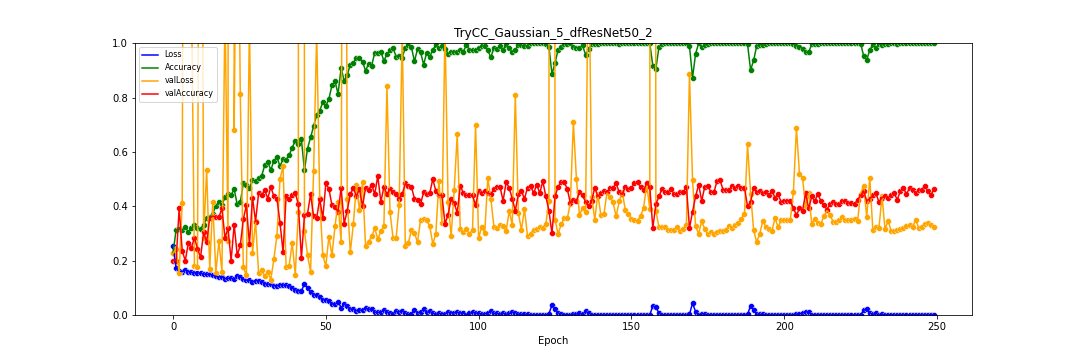 TryCC_Gaussian_5_dfResNet50_2
1.0
Loss
Accuracy
valLoss
valAccuracy
0.8
0.6
0.4
0.2
0.0
0 50 100 150 200 250
Epoch